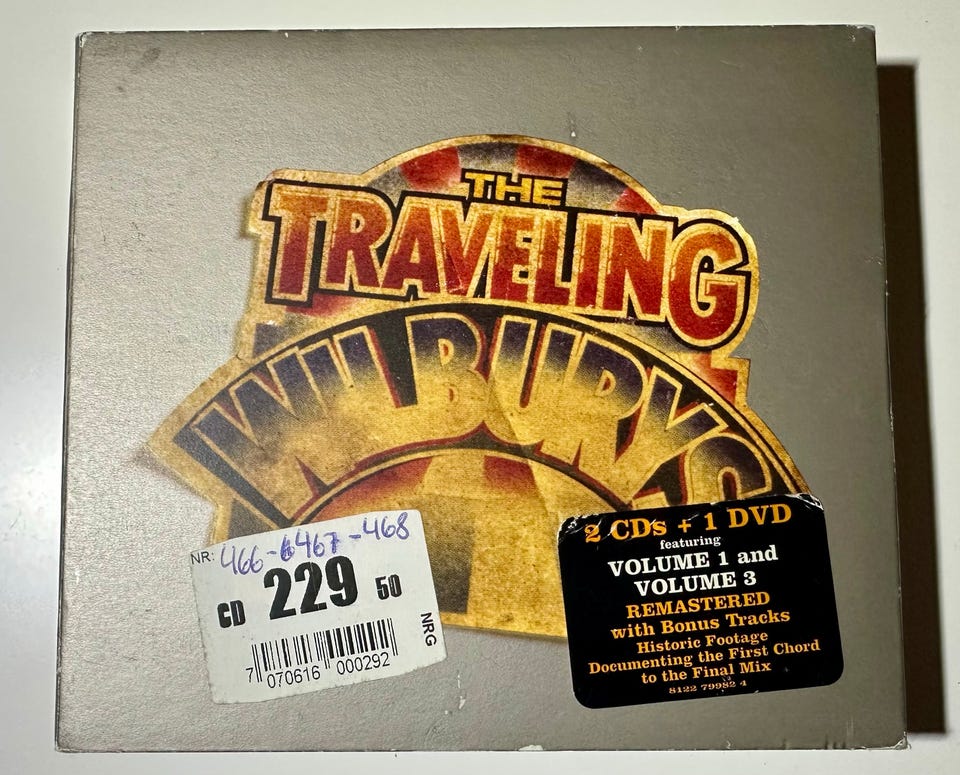 THE
TRAVELING
WILBURYS
NR: 466-6467-468
CD 229 50
NRG
7 070616 000292
2 CDs + 1 DVD
featuring
VOLUME 1 and
VOLUME 3
REMASTERED
with Bonus Tracks
Historic Footage
Documenting the First Chord
to the Final Mix
8122 79982 4